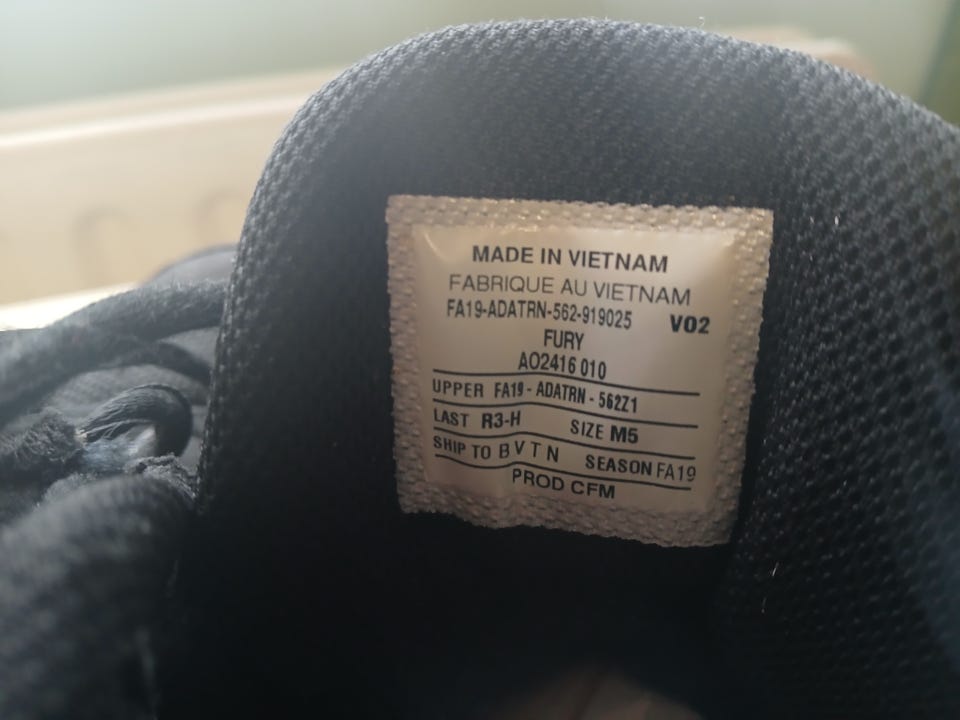 MADE IN VIETNAM
FABRIQUE AU VIETNAM
FA19-ADATRN-562-919025 V02
FURY
AO2416 010
UPPER FA19 - ADATRN - 562Z1
LAST R3-H SIZE M5
SHIP TO BVTN SEASON FA19
PROD CFM